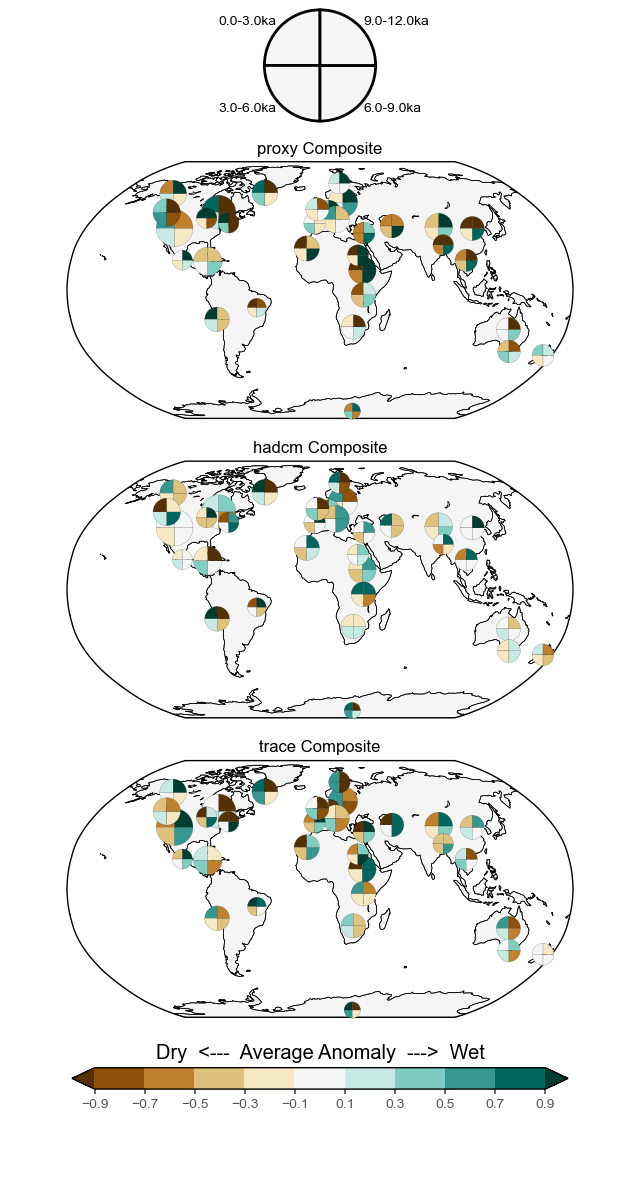 0.0-3.0ka 9.0-12.0ka
3.0-6.0ka 6.0-9.0ka
proxy Composite
hadcm Composite
trace Composite
Dry <--- Average Anomaly ---> Wet
−0.9 −0.7 −0.5 −0.3 −0.1 0.1 0.3 0.5 0.7 0.9